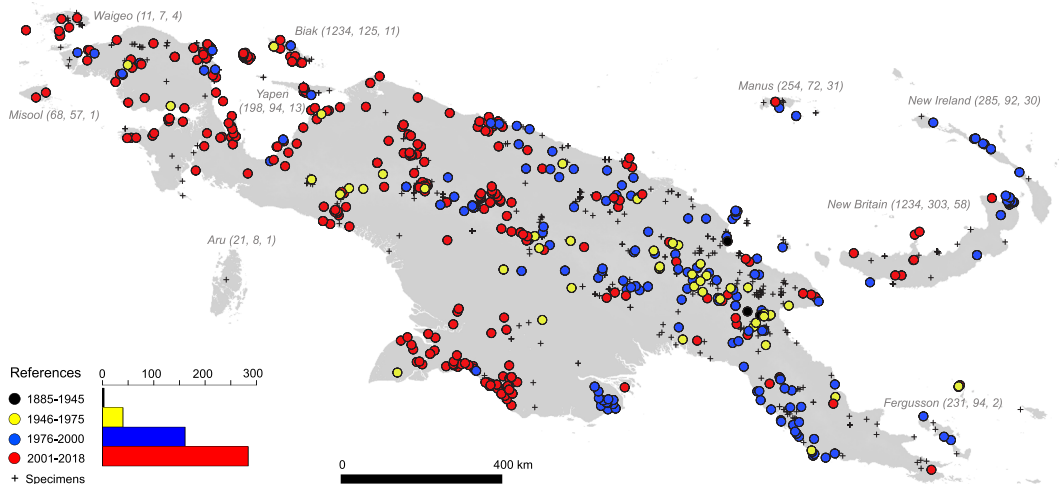 Waigeo (11, 7, 4)
Biak (1234, 125, 11)
Yapen
(198, 94, 13)
Misool (68, 57, 1)
Manus (254, 72, 31)
New Ireland (285, 92, 30)
New Britain (1234, 303, 58)
Aru (21, 8, 1)
Fergusson (231, 94, 2)
References
0 100 200 300
1885-1945
1946-1975
1976-2000
2001-2018
+ Specimens
0 400 km